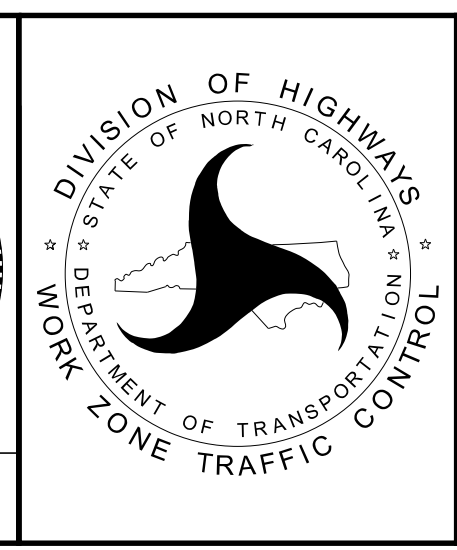 DIVISION OF HIGHWAYS
STATE OF NORTH CAROLINA
DEPARTMENT OF TRANSPORTATION
WORK ZONE TRAFFIC CONTROL